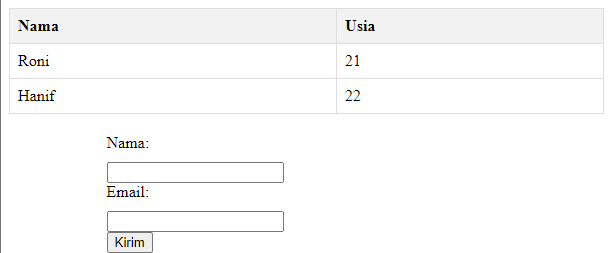 Nama Usia
Roni 21
Hanif 22
Nama:
Email:
Kirim